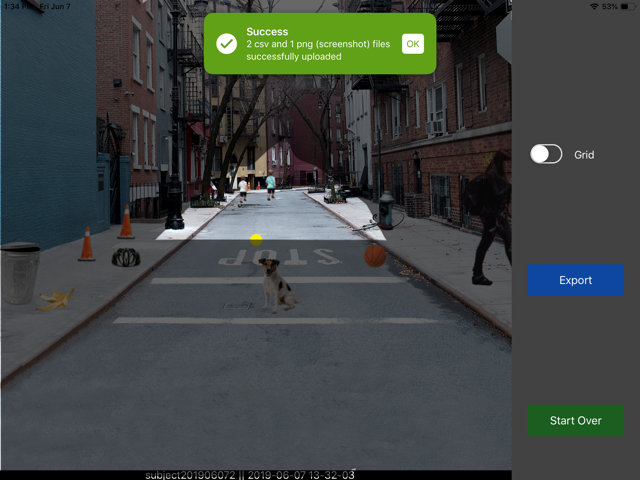 1:34
Fri Jun 7
53%
Success
2 csv and 1 png (screenshot) files
successfully uploaded
OK
Grid
STOP
Export
Start Over
subject201906072 || 2019-06-07 13-32-03